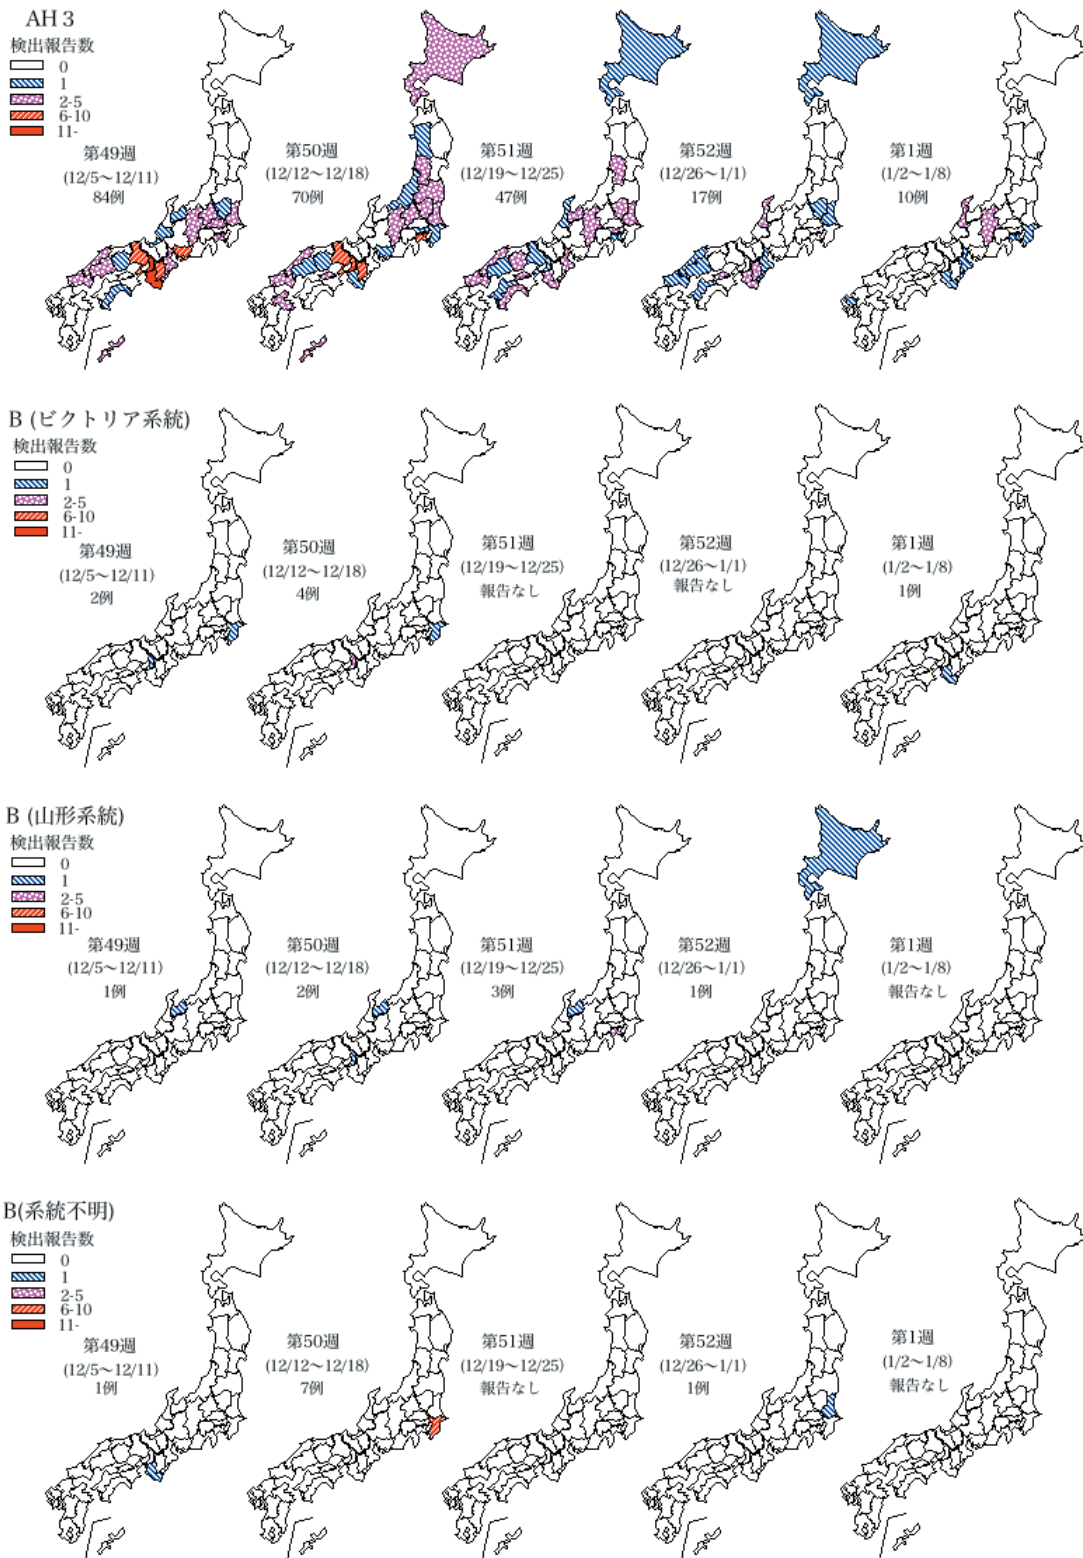 AH 3
検出報告数
0
1
2-5
6-10
11-
第49週
(12/5～12/11)
84例
第50週
(12/12～12/18)
70例
第51週
(12/19～12/25)
47例
第52週
(12/26～1/1)
17例
第1週
(1/2～1/8)
10例
B (ビクトリア系統)
検出報告数
0
1
2-5
6-10
11-
第49週
(12/5～12/11)
2例
第50週
(12/12～12/18)
4例
第51週
(12/19～12/25)
報告なし
第52週
(12/26～1/1)
報告なし
第1週
(1/2～1/8)
1例
B (山形系統)
検出報告数
0
1
2-5
6-10
11-
第49週
(12/5～12/11)
1例
第50週
(12/12～12/18)
2例
第51週
(12/19～12/25)
3例
第52週
(12/26～1/1)
1例
第1週
(1/2～1/8)
報告なし
B(系統不明)
検出報告数
0
1
2-5
6-10
11-
第49週
(12/5～12/11)
1例
第50週
(12/12～12/18)
7例
第51週
(12/19～12/25)
報告なし
第52週
(12/26～1/1)
1例
第1週
(1/2～1/8)
報告なし